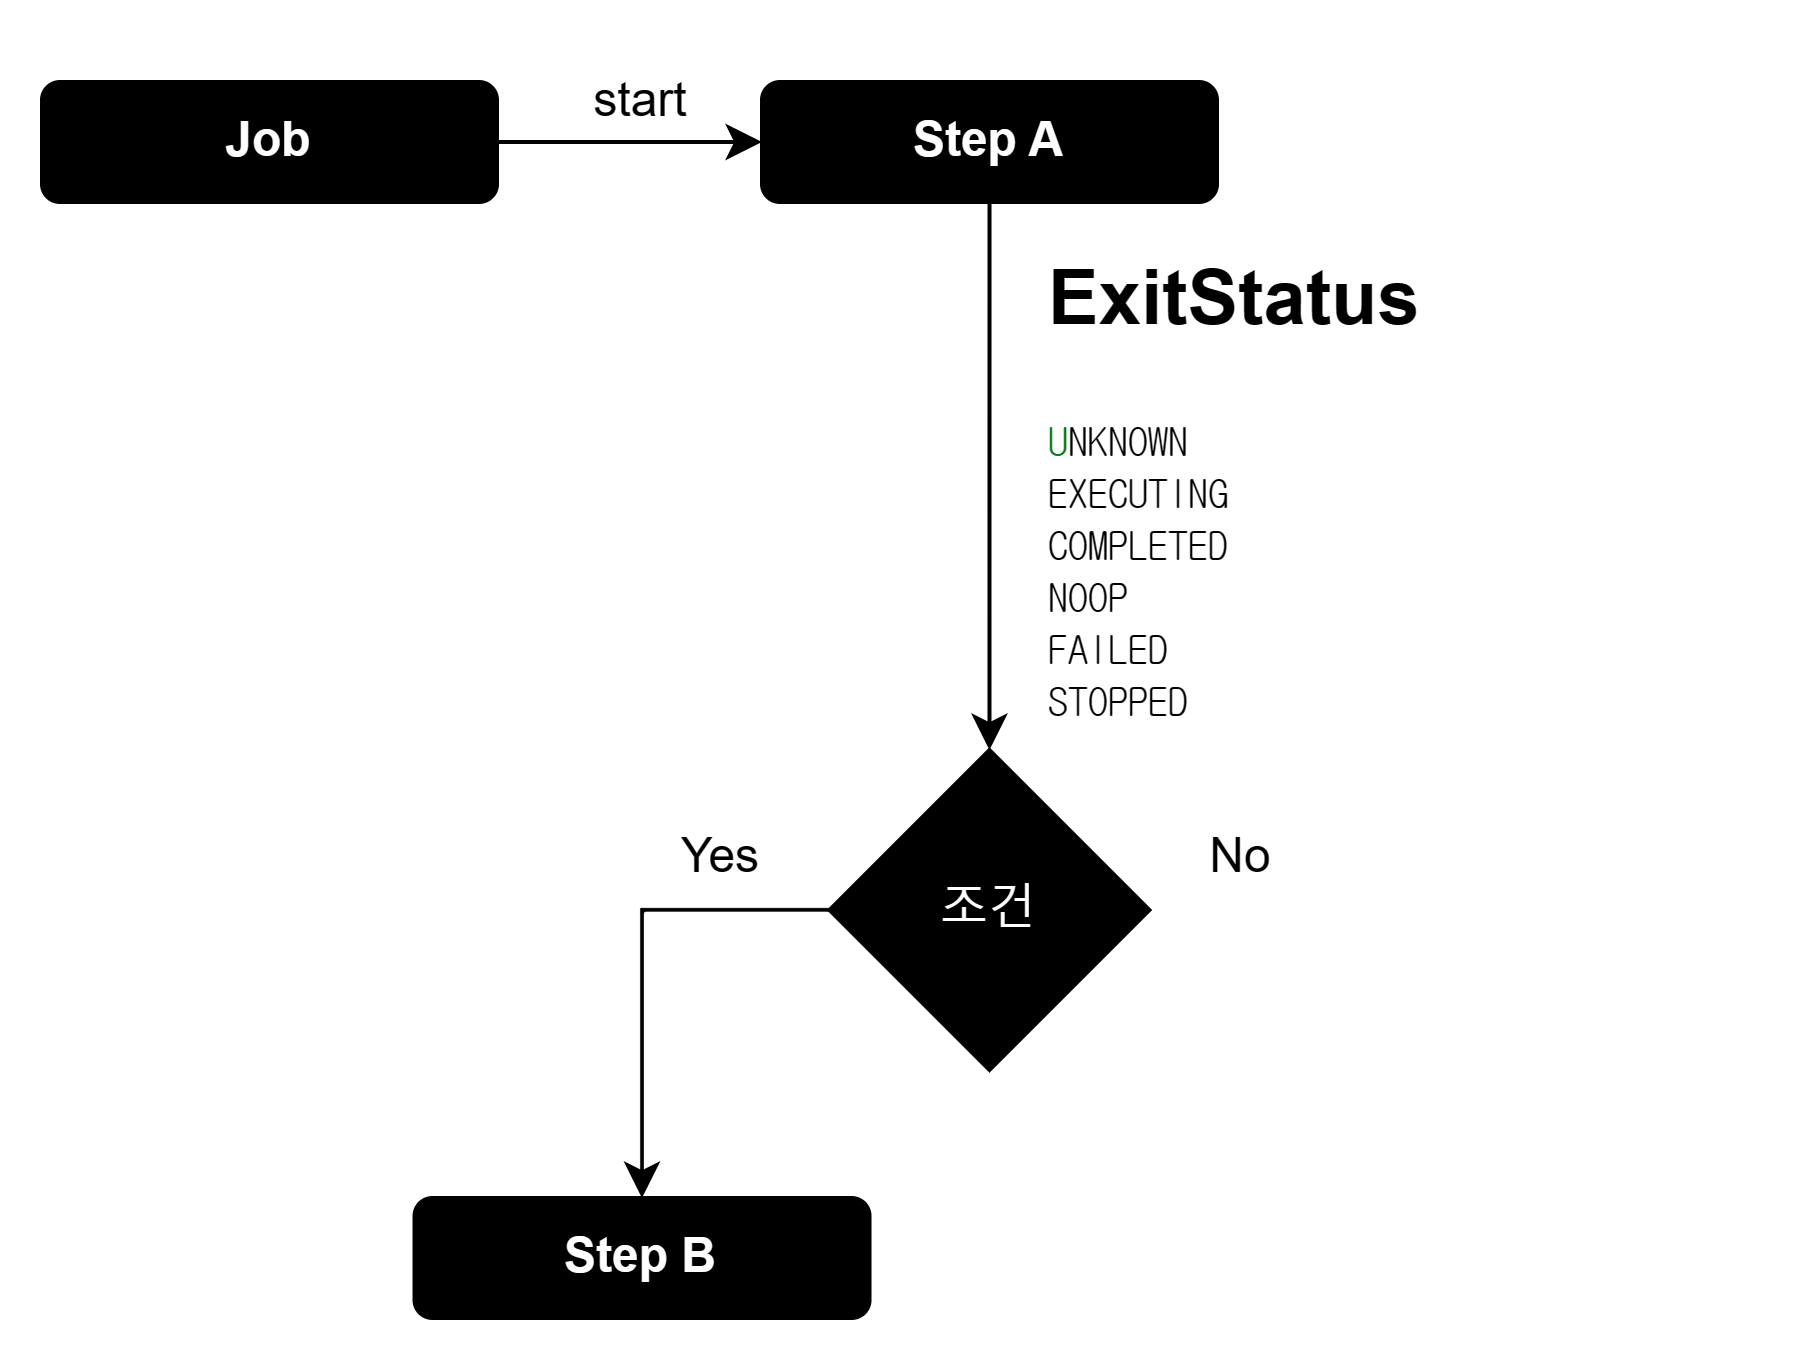 Job
start
Step A
ExitStatus
UNKNOWN
EXECUTING
COMPLETED
NOOP
FAILED
STOPPED
Yes
No
조건
Step B